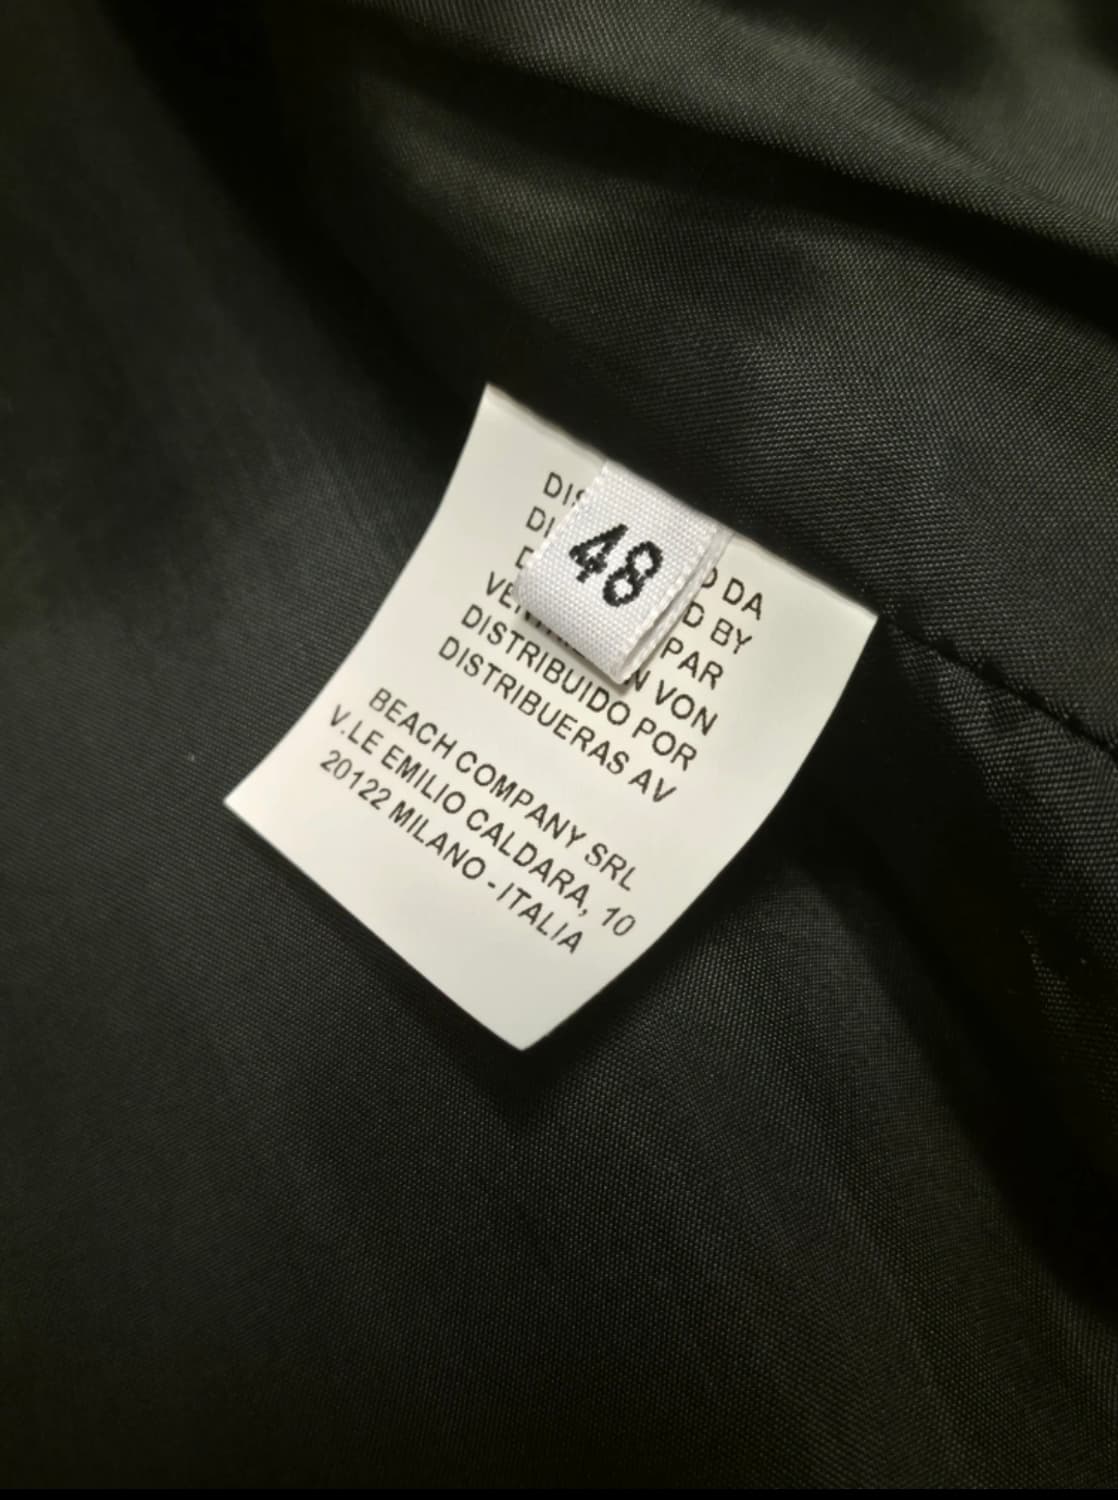 48
DA
BY
PAR
VON
DISTRIBUIDO POR
DISTRIBUERAS AV
BEACH COMPANY SRL
V.LE EMILIO CALDARA, 10
20122 MILANO - ITALIA